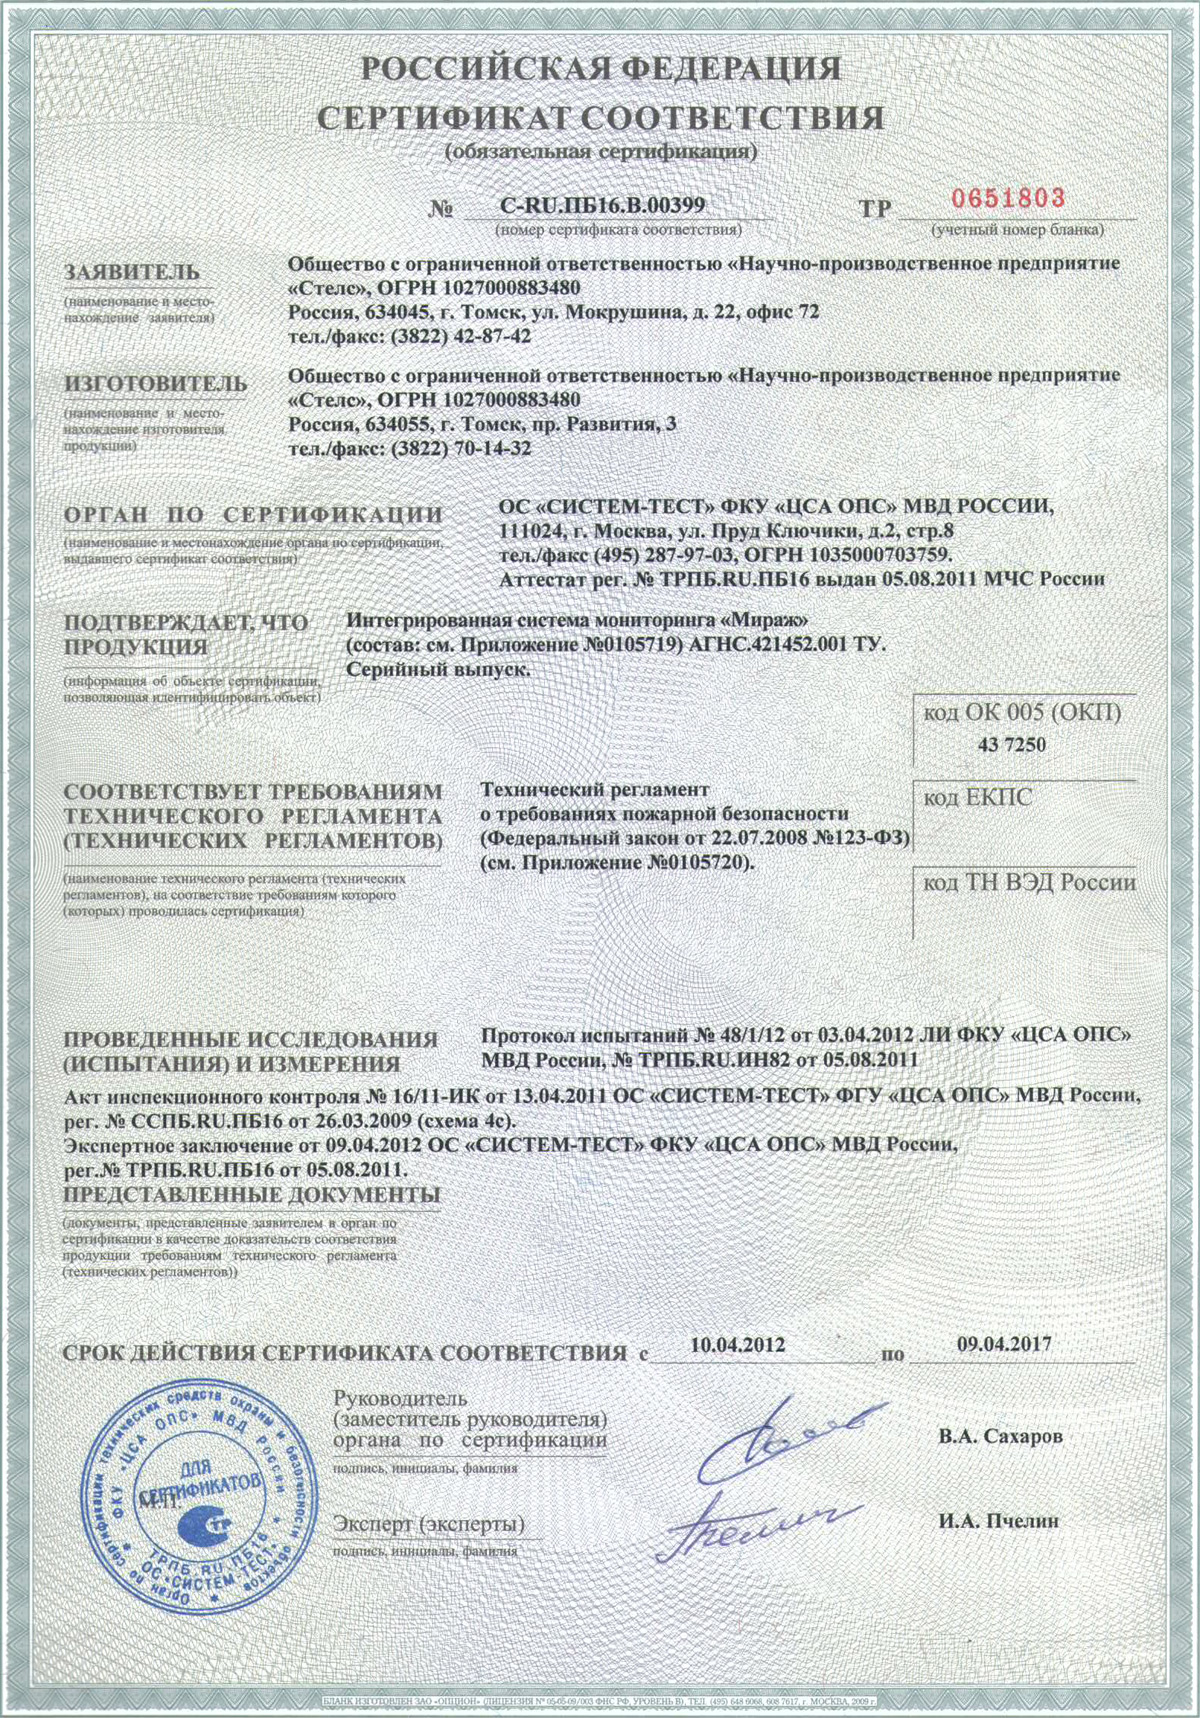 РОССИЙСКАЯ ФЕДЕРАЦИЯ
СЕРТИФИКАТ СООТВЕТСТВИЯ
(обязательная сертификация)
№ C-RU.ПБ16.В.00399 ТР 0651803
(номер сертификата соответствия) (учетный номер бланка)
ЗАЯВИТЕЛЬ
(наименование и место-
нахождение заявителя)
Общество с ограниченной ответственностью «Научно-производственное предприятие
«Стелс», ОГРН 1027000883480
Россия, 634045, г. Томск, ул. Мокрушина, д. 22, офис 72
тел./факс: (3822) 42-87-42
ИЗГОТОВИТЕЛЬ
(наименование и место-
нахождение изготовителя
продукции)
Общество с ограниченной ответственностью «Научно-производственное предприятие
«Стелс», ОГРН 1027000883480
Россия, 634055, г. Томск, пр. Развития, 3
тел./факс: (3822) 70-14-32
ОРГАН ПО СЕРТИФИКАЦИИ
(наименование и местонахождение органа по сертификации,
выдавшего сертификат соответствия)
ОС «СИСТЕМ-ТЕСТ» ФКУ «ЦСА ОПС» МВД РОССИИ,
111024, г. Москва, ул. Пруд Ключики, д.2, стр.8
тел./факс (495) 287-97-03, ОГРН 1035000703759.
Аттестат рег. № ТРПБ.RU.ПБ16 выдан 05.08.2011 МЧС России
ПОДТВЕРЖДАЕТ, ЧТО
ПРОДУКЦИЯ
(информация об объекте сертификации,
позволяющая идентифицировать объект)
Интегрированная система мониторинга «Мираж»
(состав: см. Приложение №0105719) АГНС.421452.001 ТУ.
Серийный выпуск.
код ОК 005 (ОКП)
43 7250
СООТВЕТСТВУЕТ ТРЕБОВАНИЯМ
ТЕХНИЧЕСКОГО РЕГЛАМЕНТА
(ТЕХНИЧЕСКИХ РЕГЛАМЕНТОВ)
(наименование технического регламента (технических
регламентов), на соответствие требованиям которого
(которых) проводилась сертификация)
Технический регламент
о требованиях пожарной безопасности
(Федеральный закон от 22.07.2008 №123-ФЗ)
(см. Приложение №0105720).
код ЕКПС
код ТН ВЭД России
ПРОВЕДЕННЫЕ ИССЛЕДОВАНИЯ
(ИСПЫТАНИЯ) И ИЗМЕРЕНИЯ
Протокол испытаний № 48/1/12 от 03.04.2012 ЛИ ФКУ «ЦСА ОПС»
МВД России, № ТРПБ.RU.ИН82 от 05.08.2011
Акт инспекционного контроля № 16/11-ИК от 13.04.2011 ОС «СИСТЕМ-ТЕСТ» ФГУ «ЦСА ОПС» МВД России,
рег. № ССПБ.RU.ПБ16 от 26.03.2009 (схема 4с).
Экспертное заключение от 09.04.2012 ОС «СИСТЕМ-ТЕСТ» ФКУ «ЦСА ОПС» МВД России,
рег.№ ТРПБ.RU.ПБ16 от 05.08.2011.
ПРЕДСТАВЛЕННЫЕ ДОКУМЕНТЫ
(документы, представленные заявителем в орган по
сертификации в качестве доказательств соответствия
продукции требованиям технического регламента
(технических регламентов))
СРОК ДЕЙСТВИЯ СЕРТИФИКАТА СООТВЕТСТВИЯ с 10.04.2012 по 09.04.2017
Руководитель
(заместитель руководителя)
органа по сертификации
подпись, инициалы, фамилия
В.А. Сахаров
Эксперт (эксперты)
подпись, инициалы, фамилия
И.А. Пчелин
М.П.
Орган по сертификации технических средств охраны и безопасности объектов
ФКУ «ЦСА ОПС» МВД России
ДЛЯ
СЕРТИФИКАТОВ
ТРПБ.RU.ПБ16
ОС «СИСТЕМ-ТЕСТ»
БЛАНК ИЗГОТОВЛЕН ЗАО «ОПЦИОН» (ЛИЦЕНЗИЯ № 05-05-09/003 ФНС РФ, УРОВЕНЬ В), ТЕЛ. (495) 648 6068, 608 7617, г. МОСКВА, 2009 г.